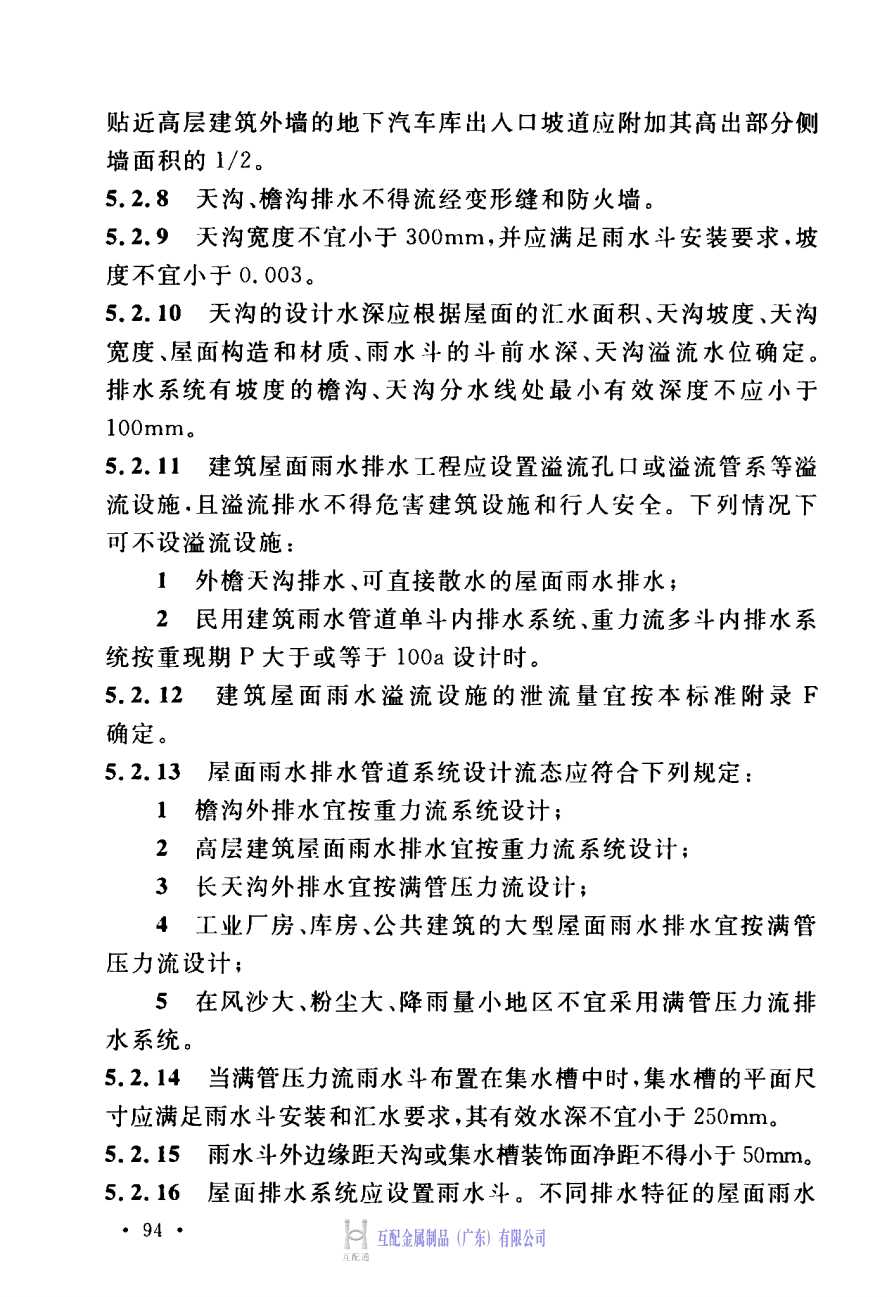 贴近高层建筑外墙的地下汽车库出入口坡道应附加其高出部分侧
墙面积的 1/2。
5.2.8 天沟、檐沟排水不得流经变形缝和防火墙。
5.2.9 天沟宽度不宜小于 300mm,并应满足雨水斗安装要求,坡
度不宜小于 0.003。
5.2.10 天沟的设计水深应根据屋面的汇水面积、天沟坡度、天沟
宽度、屋面构造和材质、雨水斗的斗前水深、天沟溢流水位确定。
排水系统有坡度的檐沟、天沟分水线处最小有效深度不应小于
100mm。
5.2.11 建筑屋面雨水排水工程应设置溢流孔口或溢流管系等溢
流设施,且溢流排水不得危害建筑设施和行人安全。下列情况下
可不设溢流设施:
1 外檐天沟排水、可直接散水的屋面雨水排水;
2 民用建筑雨水管道单斗内排水系统、重力流多斗内排水系
统按重现期 P 大于或等于 100a 设计时。
5.2.12 建筑屋面雨水溢流设施的泄流量宜按本标准附录 F
确定。
5.2.13 屋面雨水排水管道系统设计流态应符合下列规定:
1 檐沟外排水宜按重力流系统设计;
2 高层建筑屋面雨水排水宜按重力流系统设计;
3 长天沟外排水宜按满管压力流设计;
4 工业厂房、库房、公共建筑的大型屋面雨水排水宜按满管
压力流设计;
5 在风沙大、粉尘大、降雨量小地区不宜采用满管压力流排
水系统。
5.2.14 当满管压力流雨水斗布置在集水槽中时,集水槽的平面尺
寸应满足雨水斗安装和汇水要求,其有效水深不宜小于 250mm。
5.2.15 雨水斗外边缘距天沟或集水槽装饰面净距不得小于 50mm。
5.2.16 屋面排水系统应设置雨水斗。不同排水特征的屋面雨水
• 94 •
互配金属制品(广东)有限公司
互配通